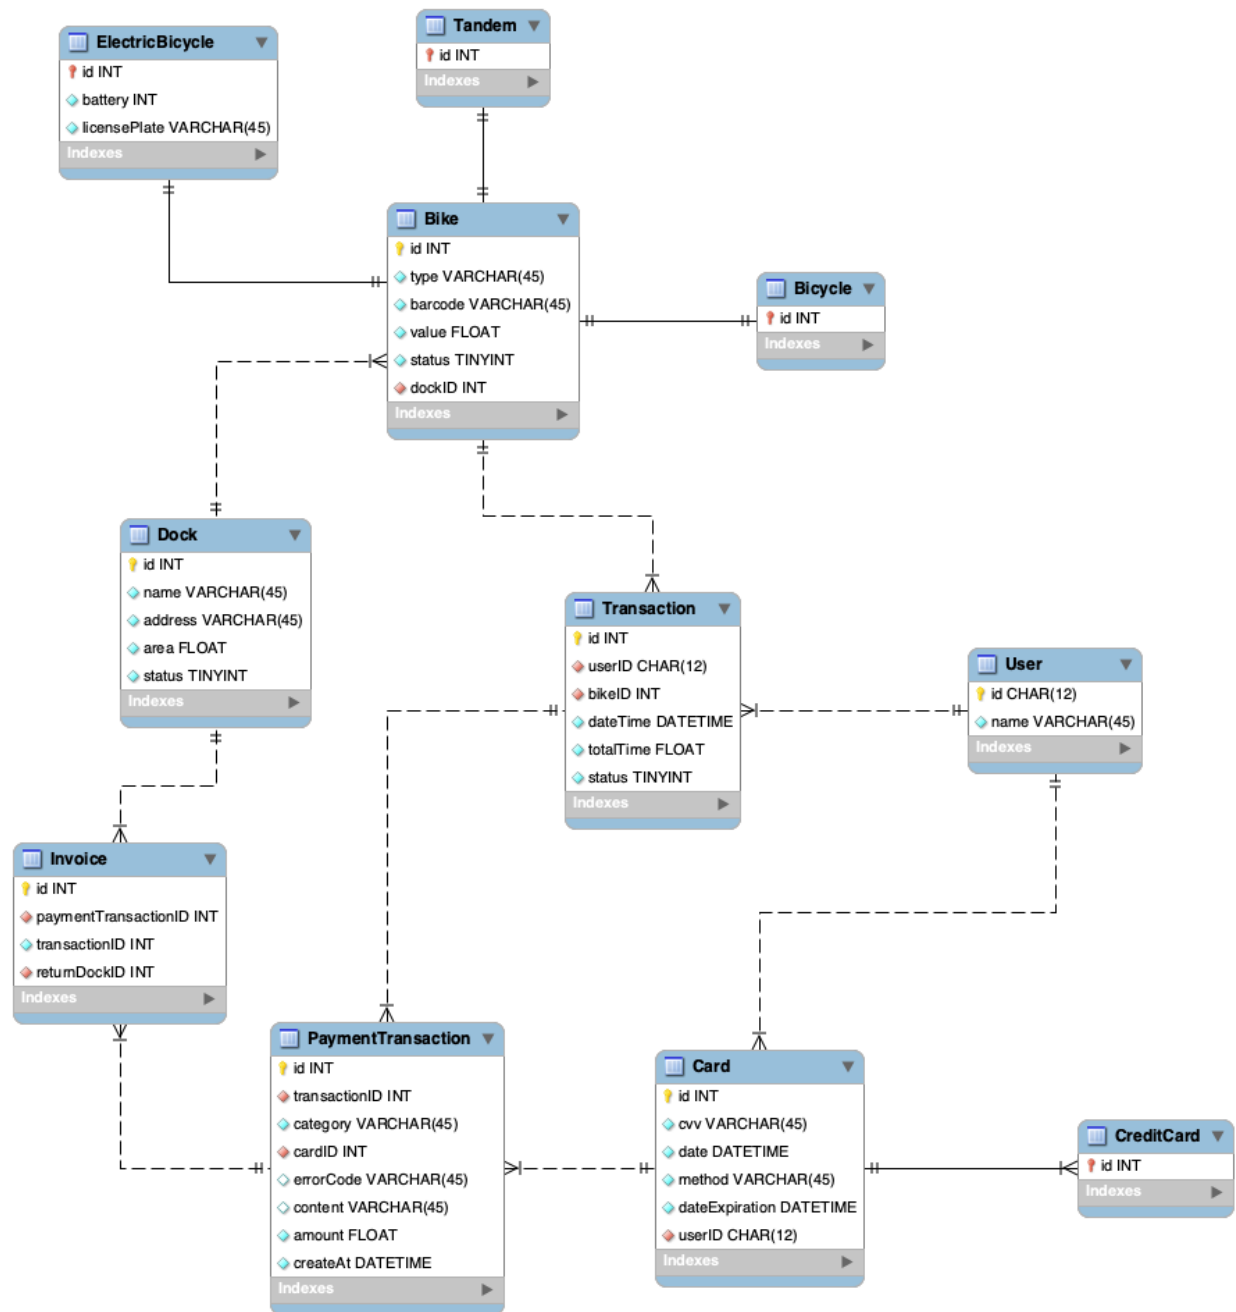 ElectricBicycle
id INT
battery INT
licensePlate VARCHAR(45)
Indexes
Tandem
id INT
Indexes
Bike
id INT
type VARCHAR(45)
barcode VARCHAR(45)
value FLOAT
status TINYINT
dockID INT
Indexes
Bicycle
id INT
Indexes
Dock
id INT
name VARCHAR(45)
address VARCHAR(45)
area FLOAT
status TINYINT
Indexes
Transaction
id INT
userID CHAR(12)
bikeID INT
dateTime DATETIME
totalTime FLOAT
status TINYINT
Indexes
User
id CHAR(12)
name VARCHAR(45)
Indexes
Invoice
id INT
paymentTransactionID INT
transactionID INT
returnDockID INT
Indexes
PaymentTransaction
id INT
transactionID INT
category VARCHAR(45)
cardID INT
errorCode VARCHAR(45)
content VARCHAR(45)
amount FLOAT
createAt DATETIME
Indexes
Card
id INT
cvv VARCHAR(45)
date DATETIME
method VARCHAR(45)
dateExpiration DATETIME
userID CHAR(12)
Indexes
CreditCard
id INT
Indexes